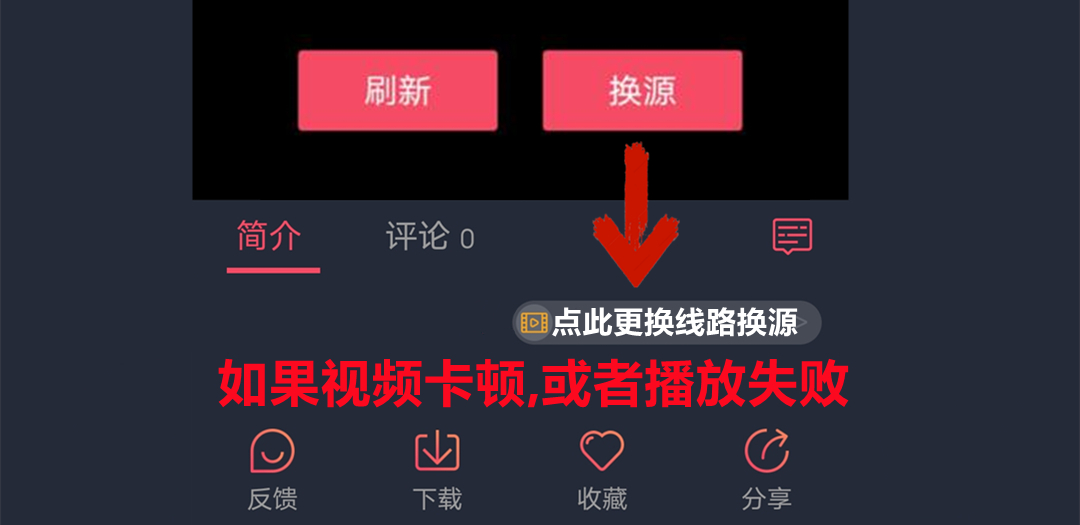 刷新 换源
简介 评论 0
点此更换线路换源
如果视频卡顿,或者播放失败
反馈 下载 收藏 分享